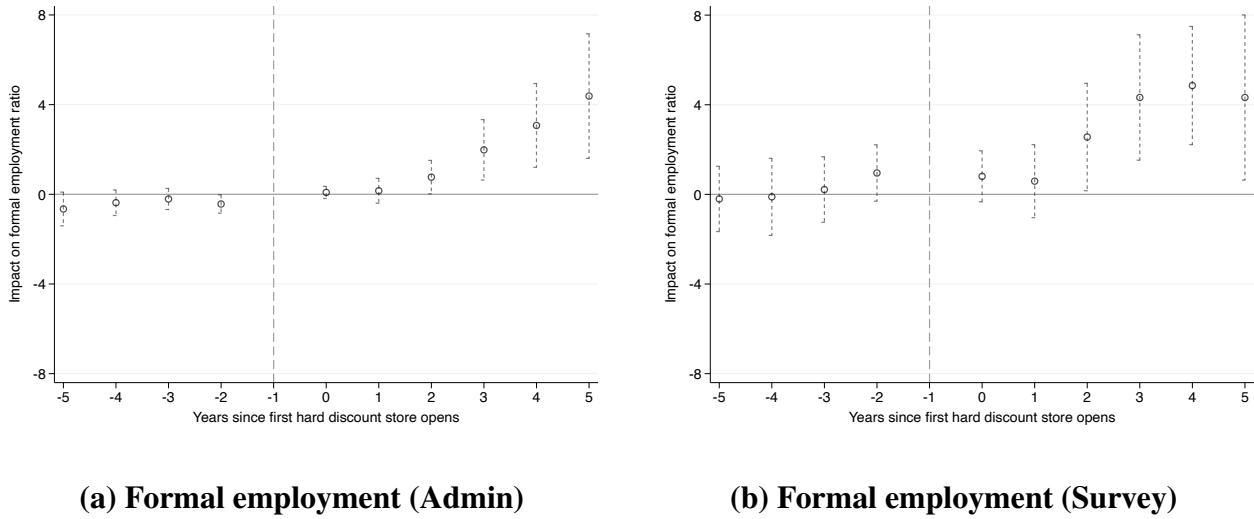 8
4
0
-4
-8
Impact on formal employment ratio
-5 -4 -3 -2 -1 0 1 2 3 4 5
Years since first hard discount store opens
(a) Formal employment (Admin)
8
4
0
-4
-8
Impact on formal employment ratio
-5 -4 -3 -2 -1 0 1 2 3 4 5
Years since first hard discount store opens
(b) Formal employment (Survey)